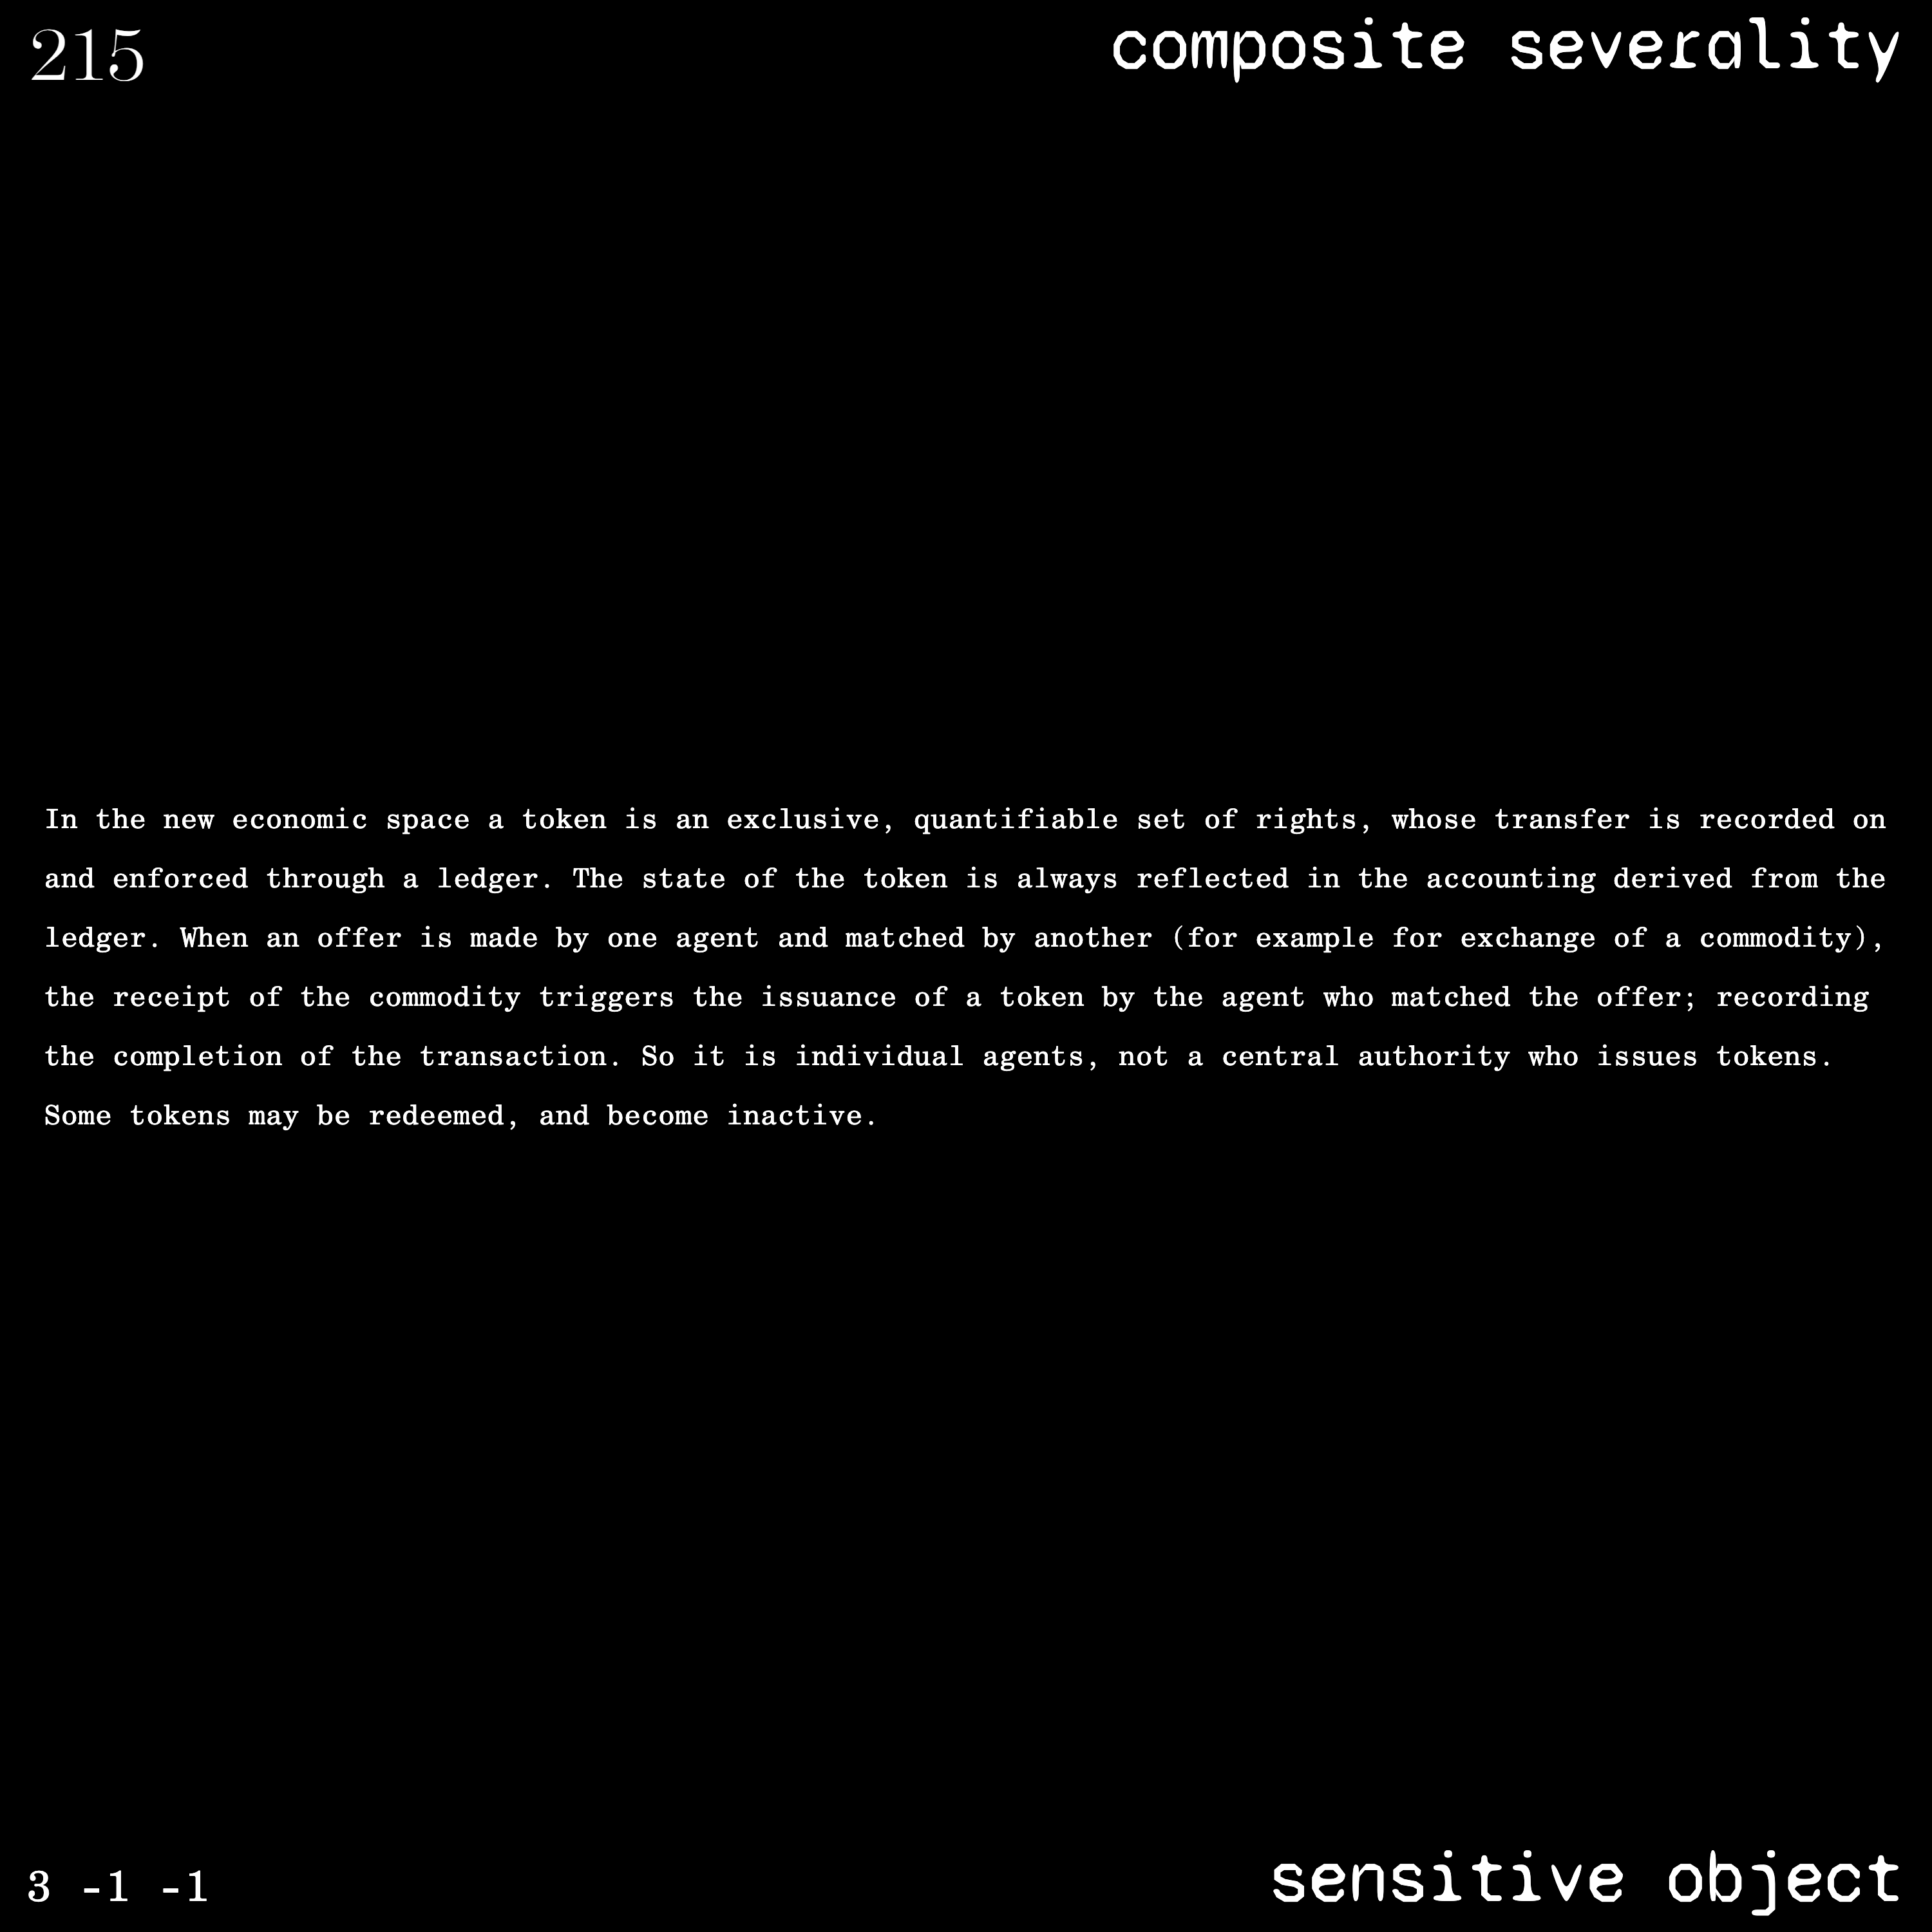 215
composite severality
In the new economic space a token is an exclusive, quantifiable set of rights, whose transfer is recorded on
and enforced through a ledger. The state of the token is always reflected in the accounting derived from the
ledger. When an offer is made by one agent and matched by another (for example for exchange of a commodity),
the receipt of the commodity triggers the issuance of a token by the agent who matched the offer; recording
the completion of the transaction. So it is individual agents, not a central authority who issues tokens.
Some tokens may be redeemed, and become inactive.
3 -1 -1
sensitive object